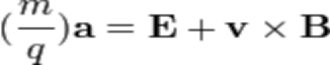 (m/q)a = E + v × B